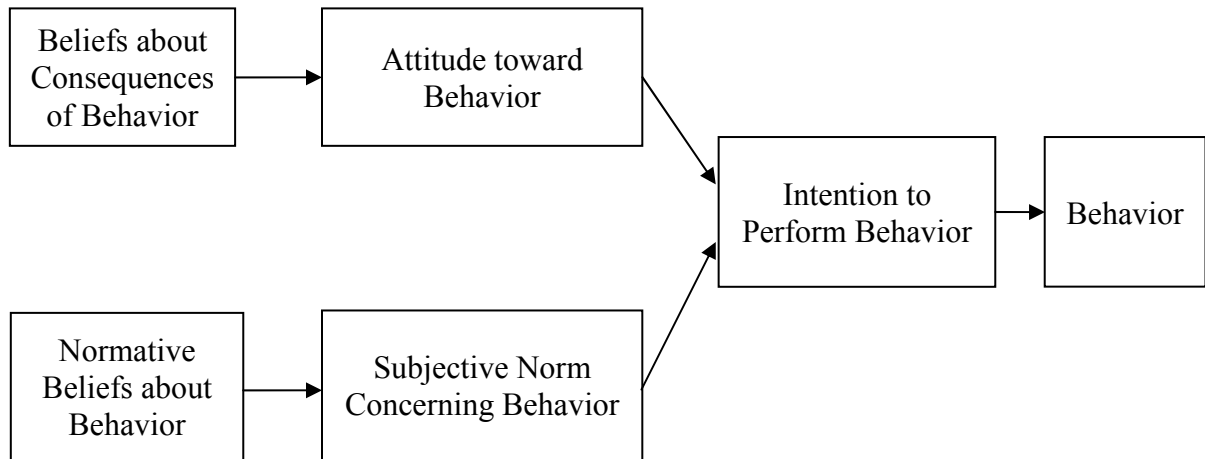 Beliefs about
Consequences
of Behavior
Attitude toward
Behavior
Intention to
Perform Behavior
Behavior
Normative
Beliefs about
Behavior
Subjective Norm
Concerning Behavior